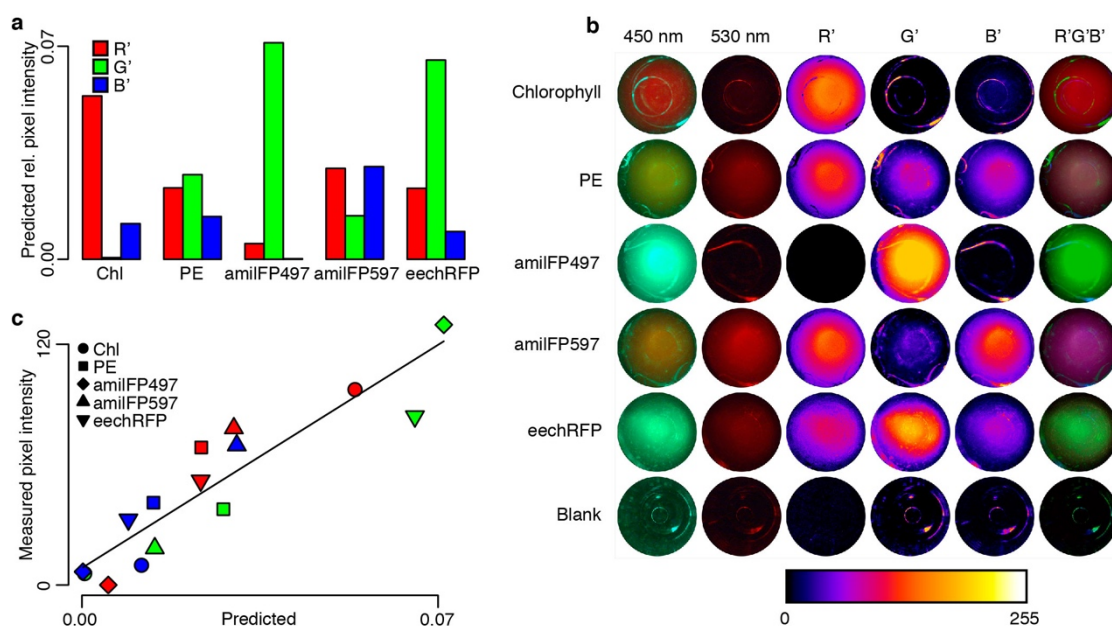 a
Predicted rel. pixel intensity
0.07
0.00
R’
G’
B’
Chl PE amilFP497 amilFP597 eechRFP
b
450 nm 530 nm R’ G’ B’ R’G’B’
Chlorophyll
PE
amilFP497
amilFP597
eechRFP
Blank
0 255
c
Measured pixel intensity
120
0
Chl
PE
amilFP497
amilFP597
eechRFP
0.00 Predicted 0.07